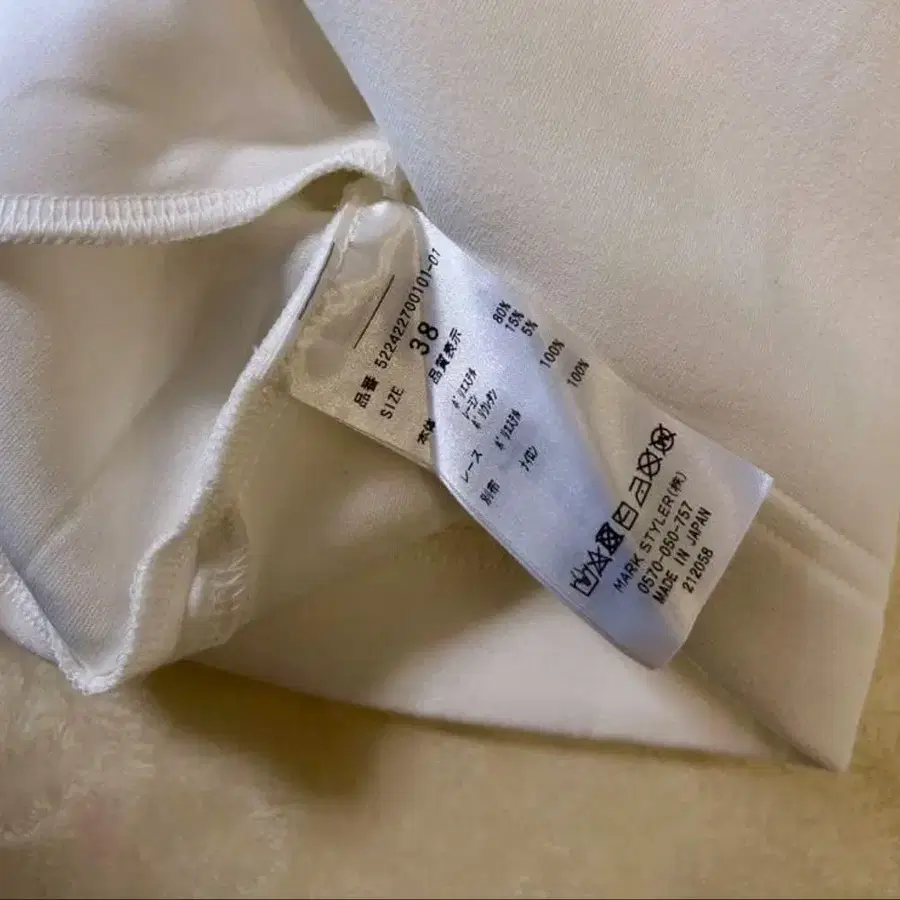 品番 522422700101-01
SIZE 38
品質表示
本体 ポリエステル 80%
レーヨン 15%
ポリウレタン 5%
レース ポリエステル 100%
別布 ナイロン 100%
MARK STYLER(株)
0570-050-757
MADE IN JAPAN
212058